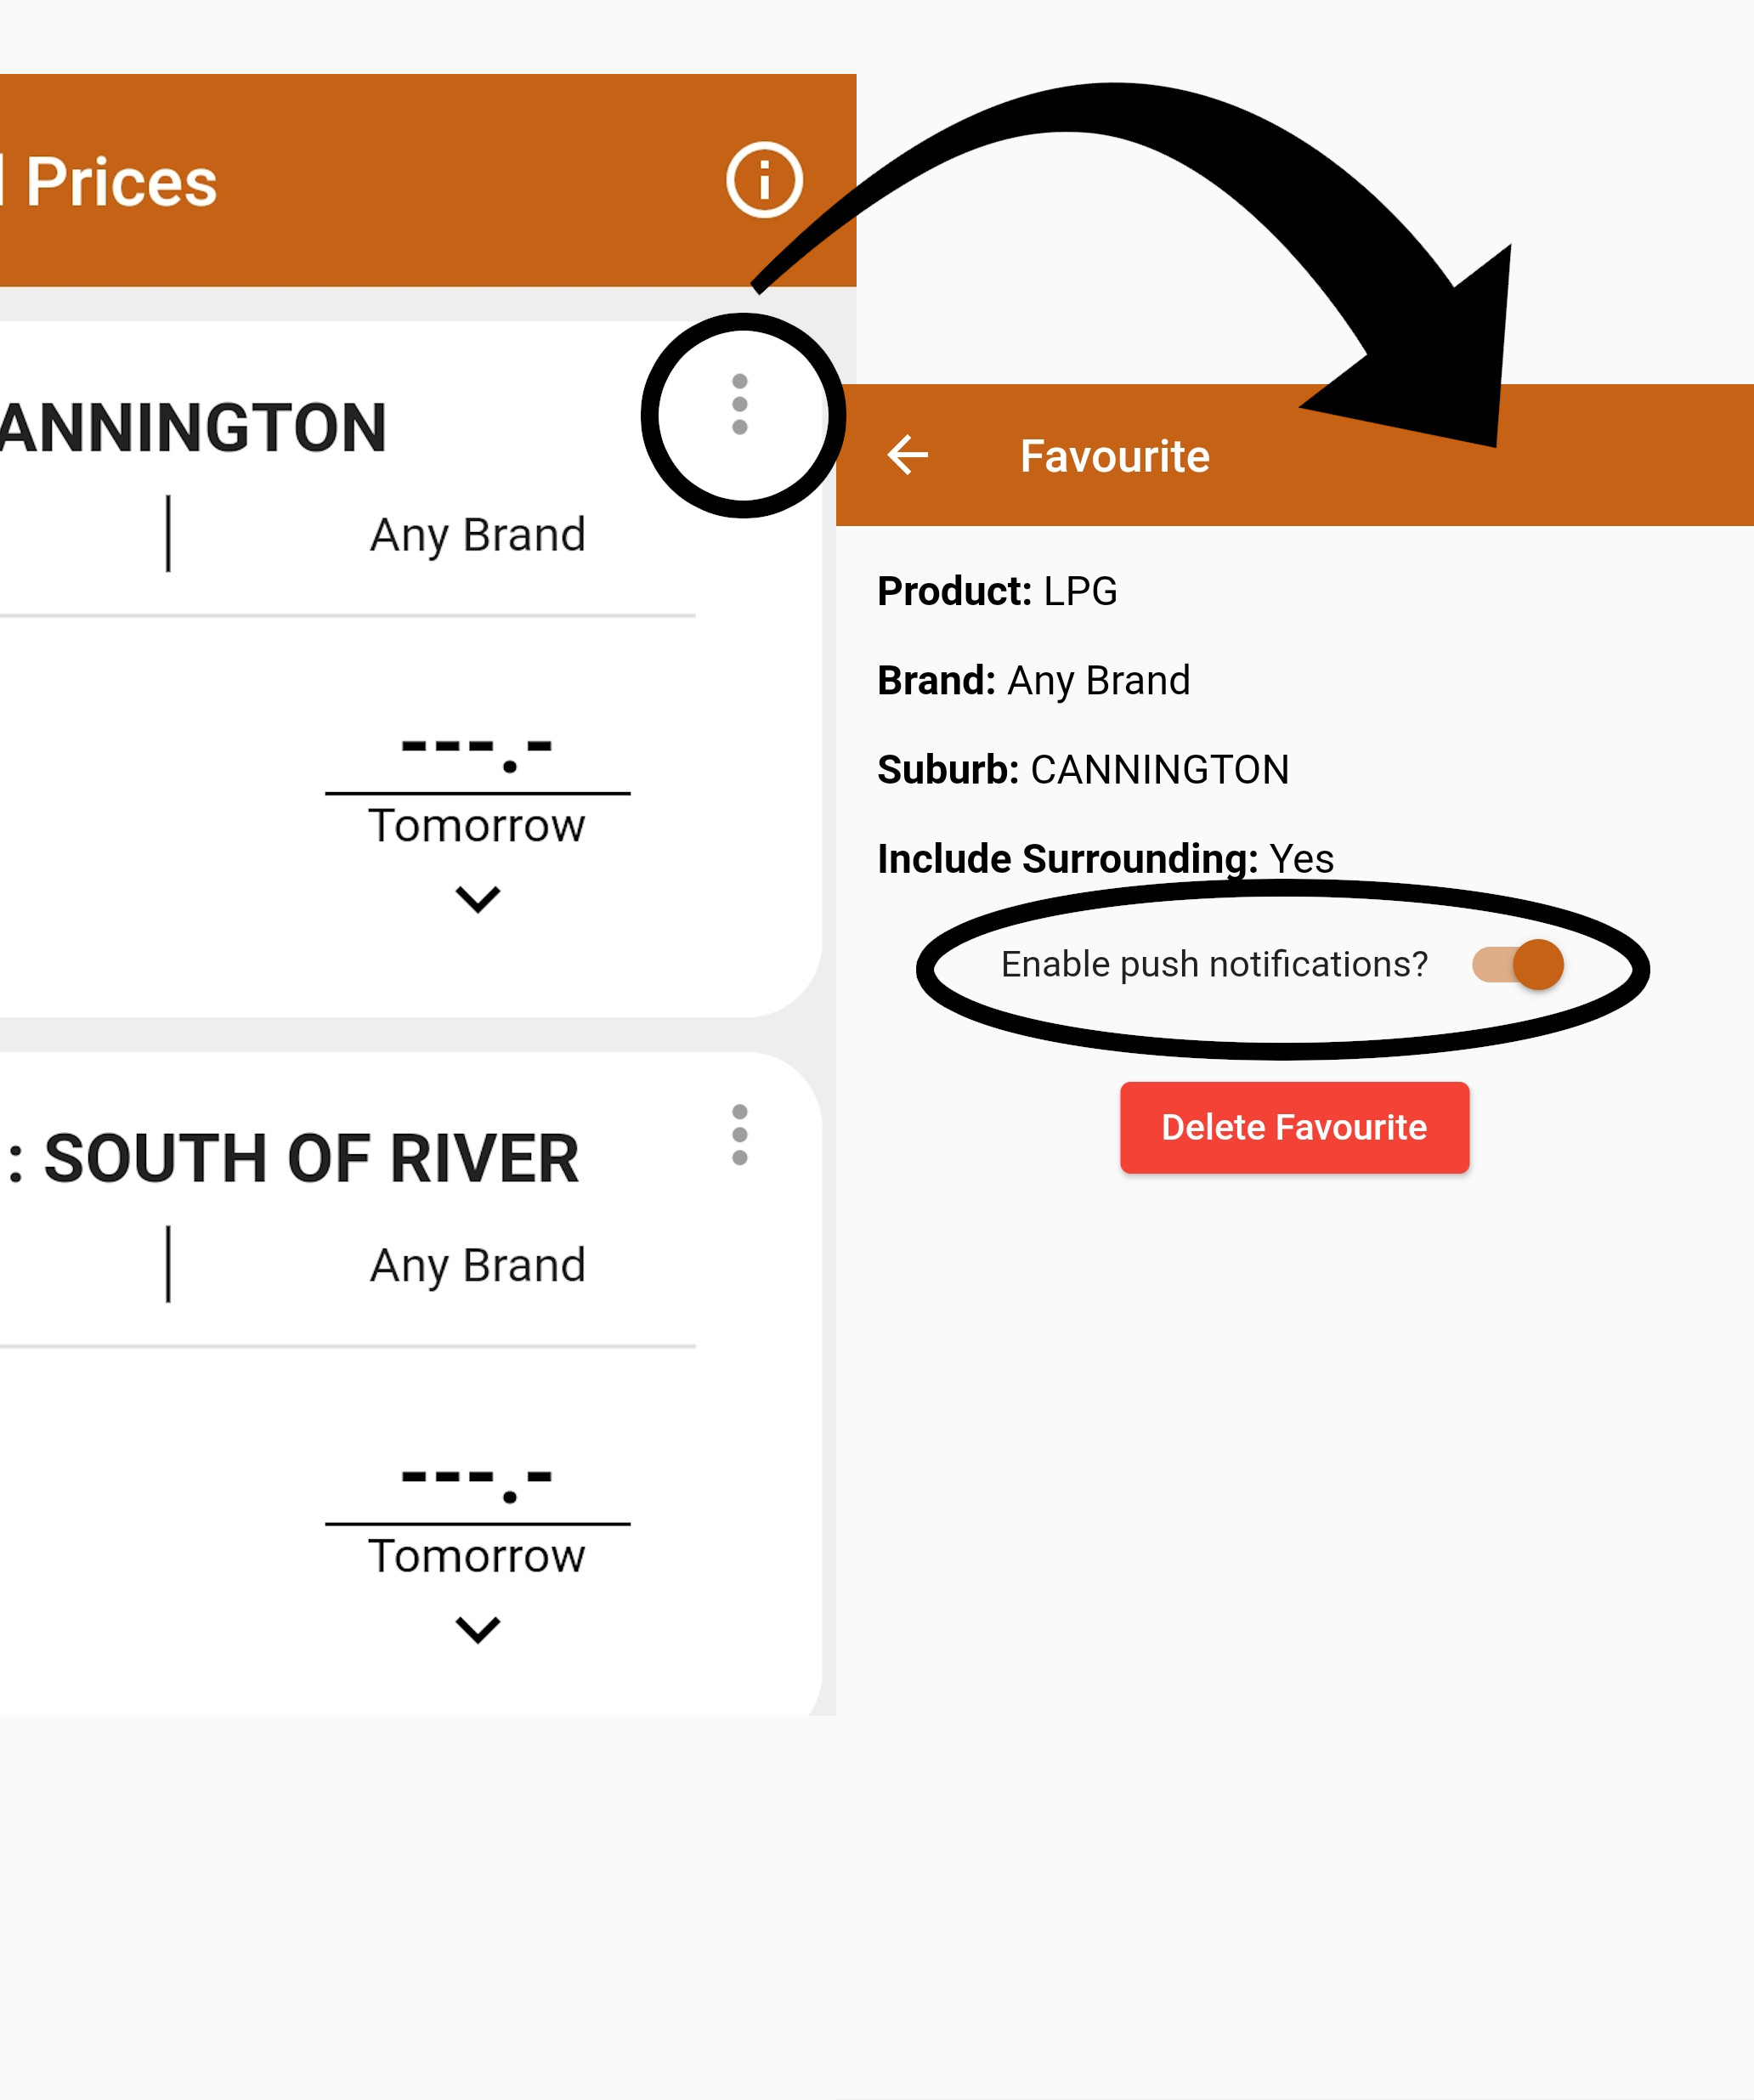 Prices
ANNINGTON
Any Brand
---.-
Tomorrow
: SOUTH OF RIVER
Any Brand
---.-
Tomorrow
Favourite
Product: LPG
Brand: Any Brand
Suburb: CANNINGTON
Include Surrounding: Yes
Enable push notifications?
Delete Favourite